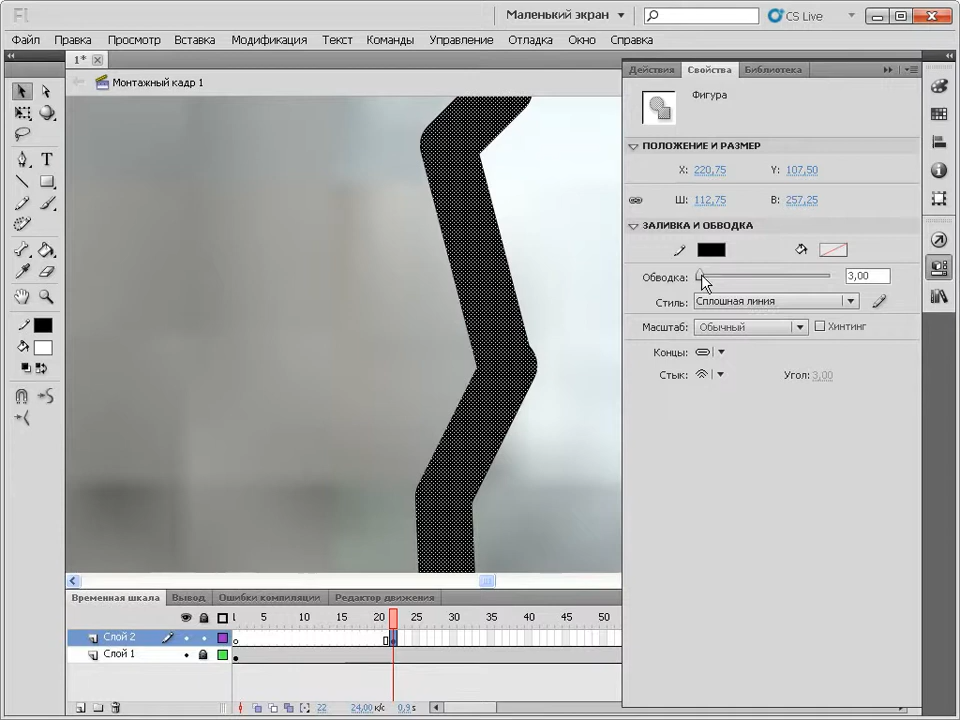 Fl
Маленький экран
CS Live
Файл Правка Просмотр Вставка Модификация Текст Команды Управление Отладка Окно Справка
1*
Монтажный кадр 1
Действия Свойства Библиотека
Фигура
ПОЛОЖЕНИЕ И РАЗМЕР
X: 220,75 Y: 107,50
Ш: 112,75 В: 257,25
ЗАЛИВКА И ОБВОДКА
Обводка: 3,00
Стиль: Сплошная линия
Масштаб: Обычный Хинтинг
Концы:
Стык: Угол: 3,00
Временная шкала Вывод Ошибки компиляции Редактор движения
5 10 15 20 25 30 35 40 45 50
Слой 2
Слой 1
22 24,00 к/с 0,9 s